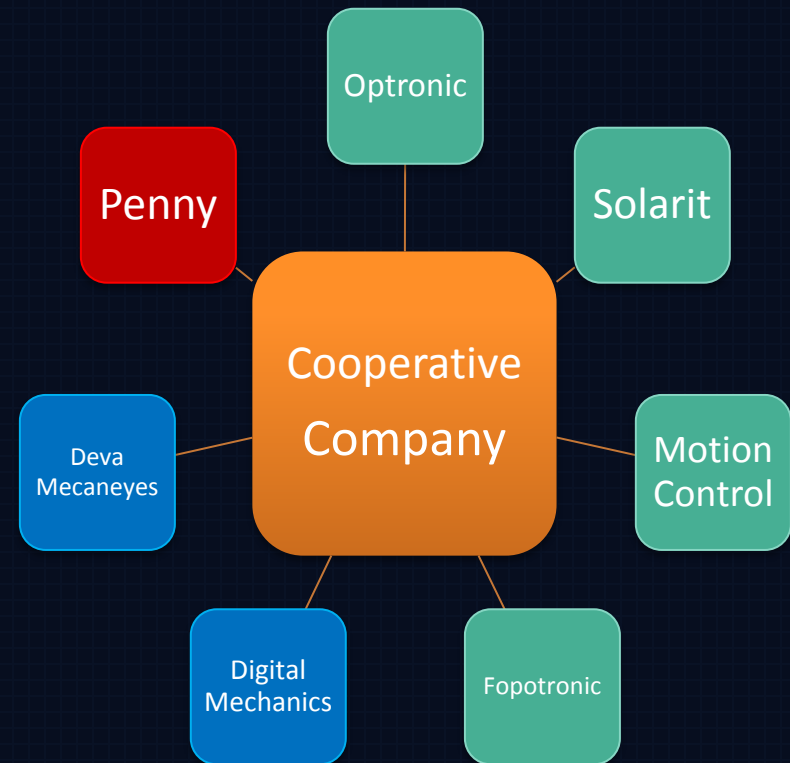 Optronic
Penny
Solarit
Cooperative
Company
Deva
Mecaneyes
Motion
Control
Digital
Mechanics
Fopotronic